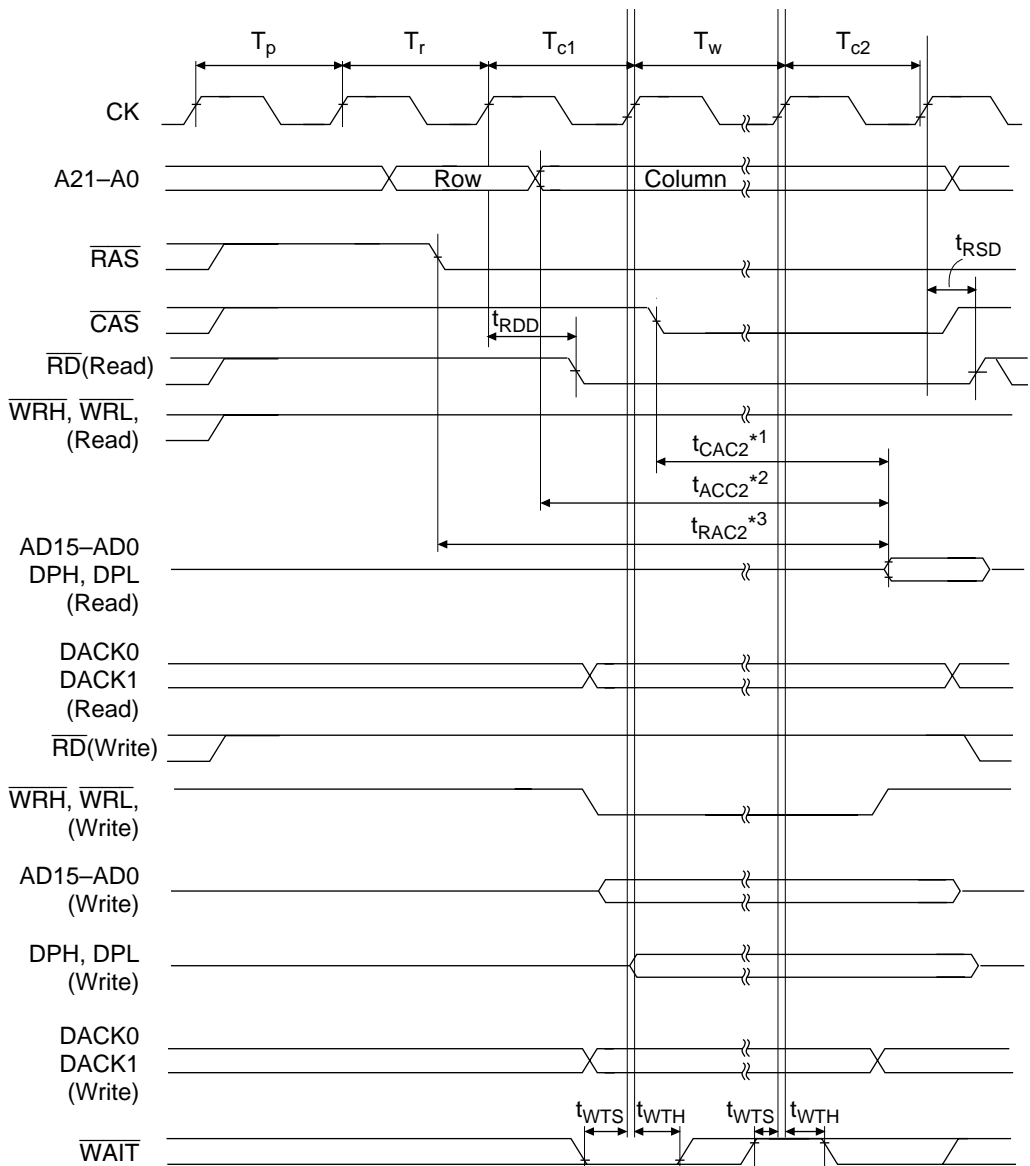 Tp Tr Tc1 Tw Tc2
CK
A21–A0 Row Column
RAS
tRSD
CAS
tRDD
RD(Read)
WRH, WRL,
(Read)
tCAC2*1
tACC2*2
tRAC2*3
AD15–AD0
DPH, DPL
(Read)
DACK0
DACK1
(Read)
RD(Write)
WRH, WRL,
(Write)
AD15–AD0
(Write)
DPH, DPL
(Write)
DACK0
DACK1
(Write)
tWTS tWTH tWTS tWTH
WAIT